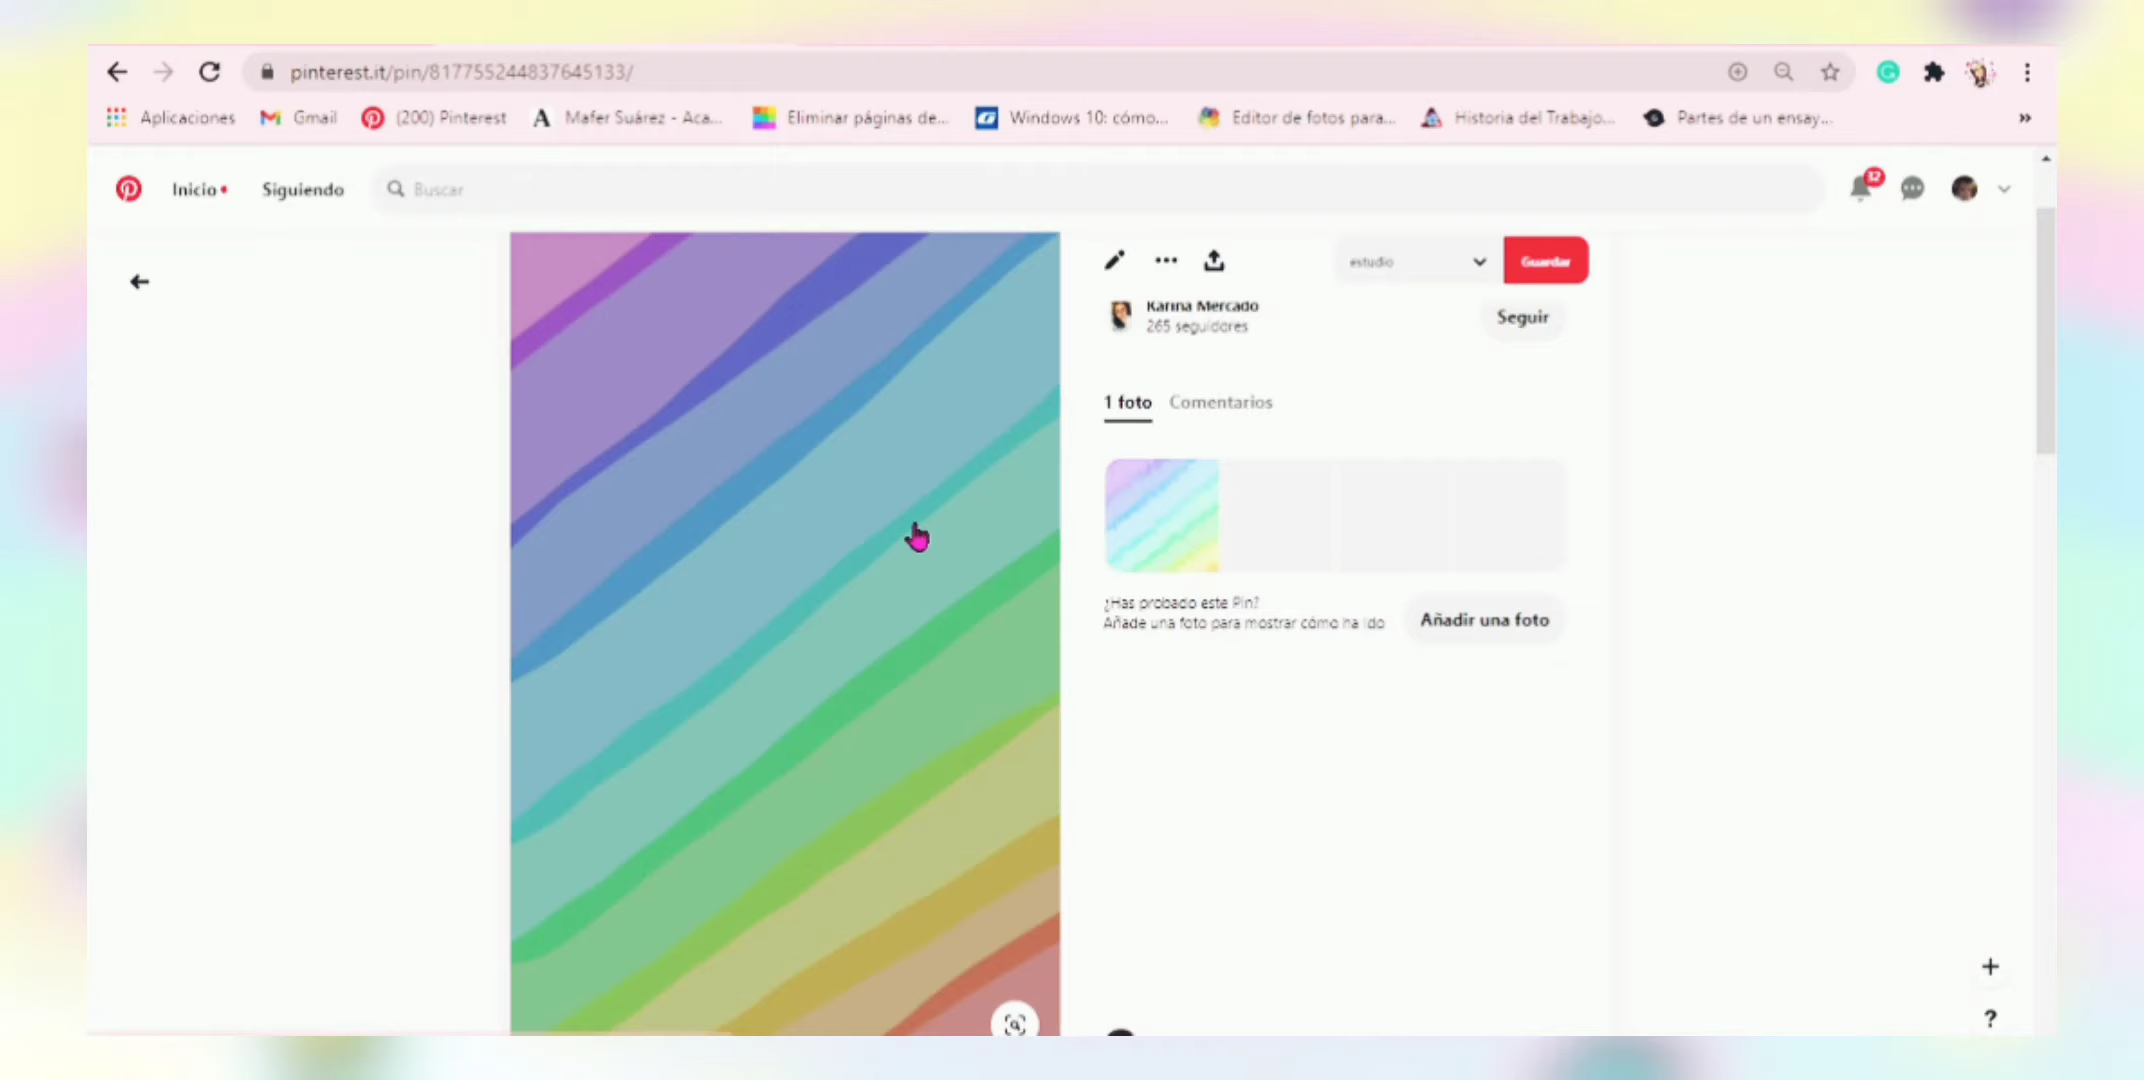 pinterest.it/pin/817755244837645133/
Aplicaciones Gmail (200) Pinterest A Mafer Suárez - Aca... Eliminar páginas de... Windows 10: cómo... Editor de fotos para... Historia del Trabajo... Partes de un ensay... »
Inicio Siguiendo Buscar 32
estudio Guardar
Karina Mercado
265 seguidores
Seguir
1 foto Comentarios
¿Has probado este Pin?
Añade una foto para mostrar cómo ha ido
Añadir una foto
+
?